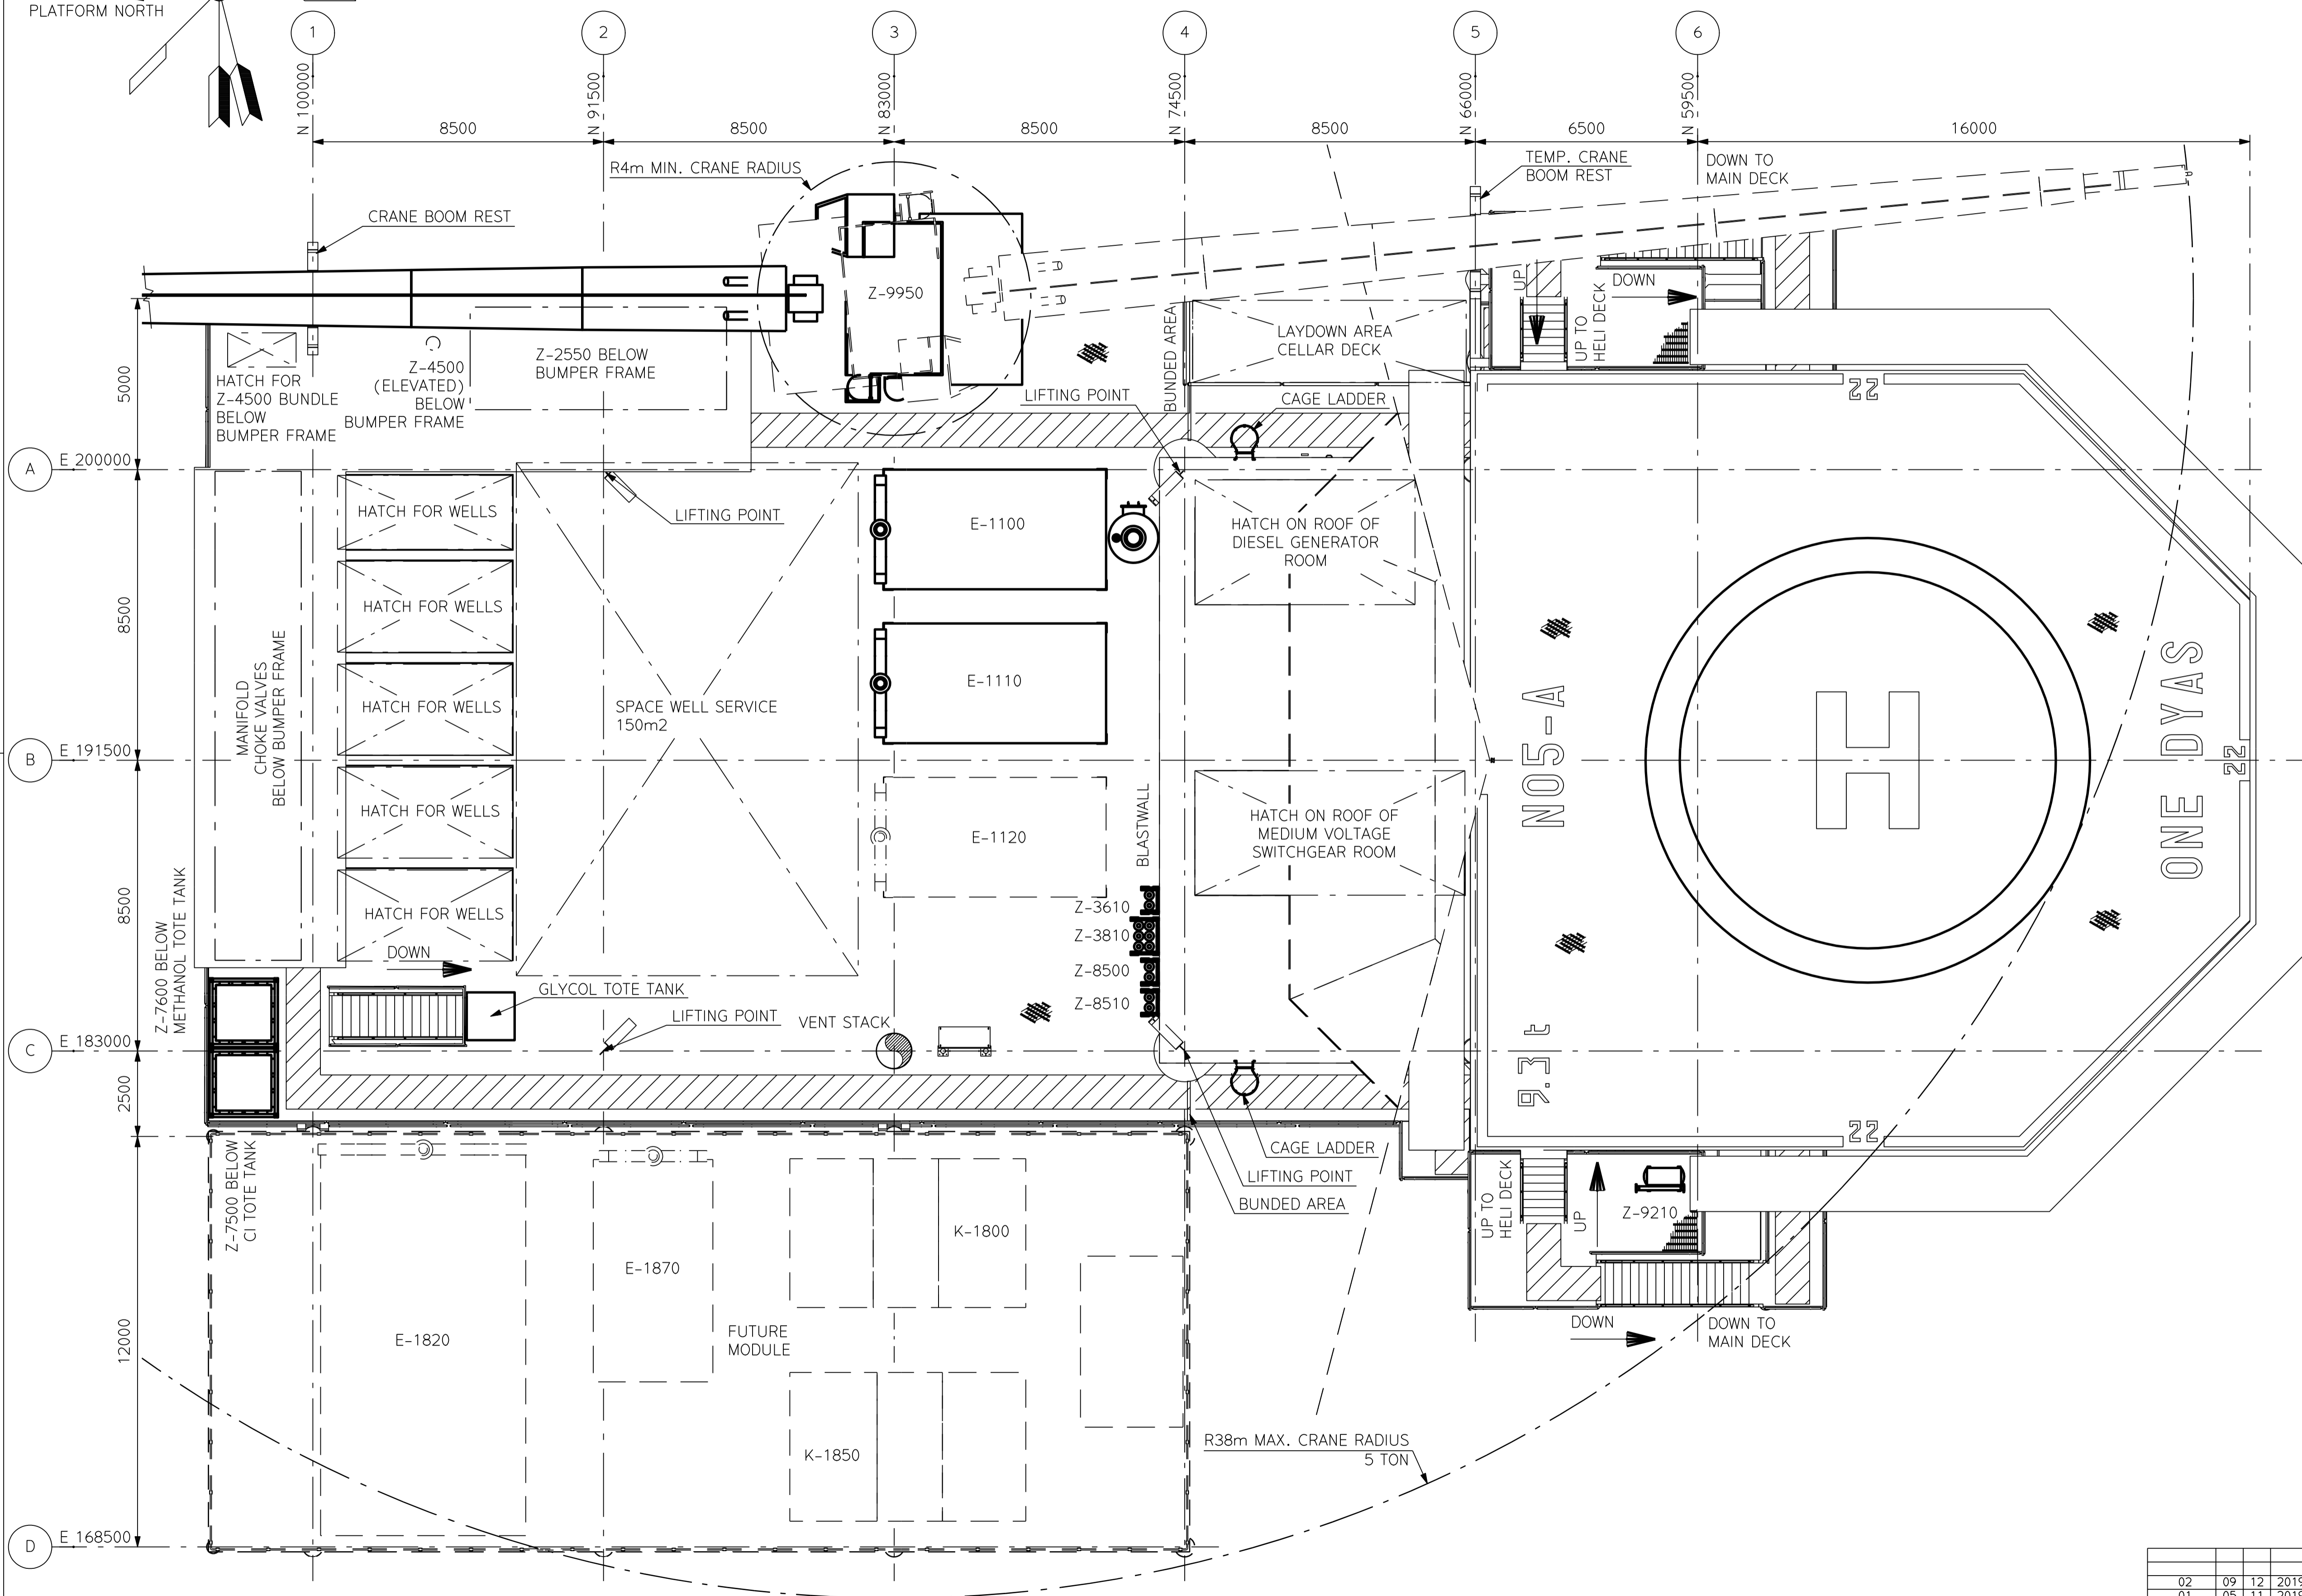 PLATFORM NORTH
1
2
3
4
5
6
N 100000
N 91500
N 83000
N 74500
N 66000
N 59500
8500
8500
8500
8500
6500
16000
R4m MIN. CRANE RADIUS
TEMP. CRANE
BOOM REST
DOWN TO
MAIN DECK
CRANE BOOM REST
Z-9950
UP
DOWN
UP TO
HELI DECK
BUNDED AREA
LAYDOWN AREA
CELLAR DECK
5000
HATCH FOR
Z-4500 BUNDLE
BELOW
BUMPER FRAME
Z-4500
(ELEVATED)
BELOW
BUMPER FRAME
Z-2550 BELOW
BUMPER FRAME
LIFTING POINT
CAGE LADDER
22
A
E 200000
HATCH FOR WELLS
LIFTING POINT
E-1100
HATCH ON ROOF OF
DIESEL GENERATOR
ROOM
8500
HATCH FOR WELLS
MANIFOLD
CHOKE VALVES
BELOW BUMPER FRAME
HATCH FOR WELLS
SPACE WELL SERVICE
150m2
E-1110
N05-A
H
ONE DYAS
22
B
E 191500
HATCH FOR WELLS
E-1120
BLASTWALL
HATCH ON ROOF OF
MEDIUM VOLTAGE
SWITCHGEAR ROOM
8500
HATCH FOR WELLS
Z-3610
Z-3810
Z-8500
Z-8510
DOWN
Z-7600 BELOW
METHANOL TOTE TANK
GLYCOL TOTE TANK
LIFTING POINT
VENT STACK
9.3 t
C
E 183000
2500
22
Z-7500 BELOW
CI TOTE TANK
CAGE LADDER
LIFTING POINT
BUNDED AREA
UP TO
HELI DECK
UP
Z-9210
K-1800
E-1870
12000
E-1820
FUTURE
MODULE
DOWN
DOWN TO
MAIN DECK
R38m MAX. CRANE RADIUS
5 TON
K-1850
D
E 168500
02 09 12 2019
01 05 11 2019